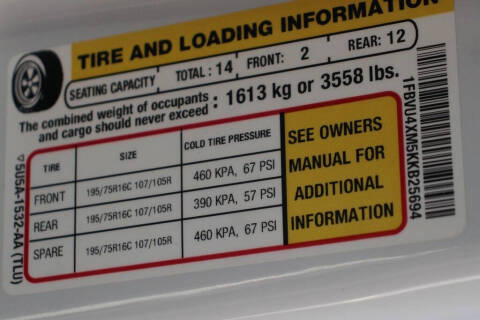 TIRE AND LOADING INFORMATION
SEATING CAPACITY TOTAL : 14 FRONT: 2 REAR: 12
The combined weight of occupants
and cargo should never exceed : 1613 kg or 3558 lbs.
TIRE SIZE COLD TIRE PRESSURE
FRONT 195/75R16C 107/105R 460 KPA, 67 PSI
REAR 195/75R16C 107/105R 390 KPA, 57 PSI
SPARE 195/75R16C 107/105R 460 KPA, 67 PSI
SEE OWNERS
MANUAL FOR
ADDITIONAL
INFORMATION
5U5A-1532-AA (TLU)
1FBVU4XM5KKB25694